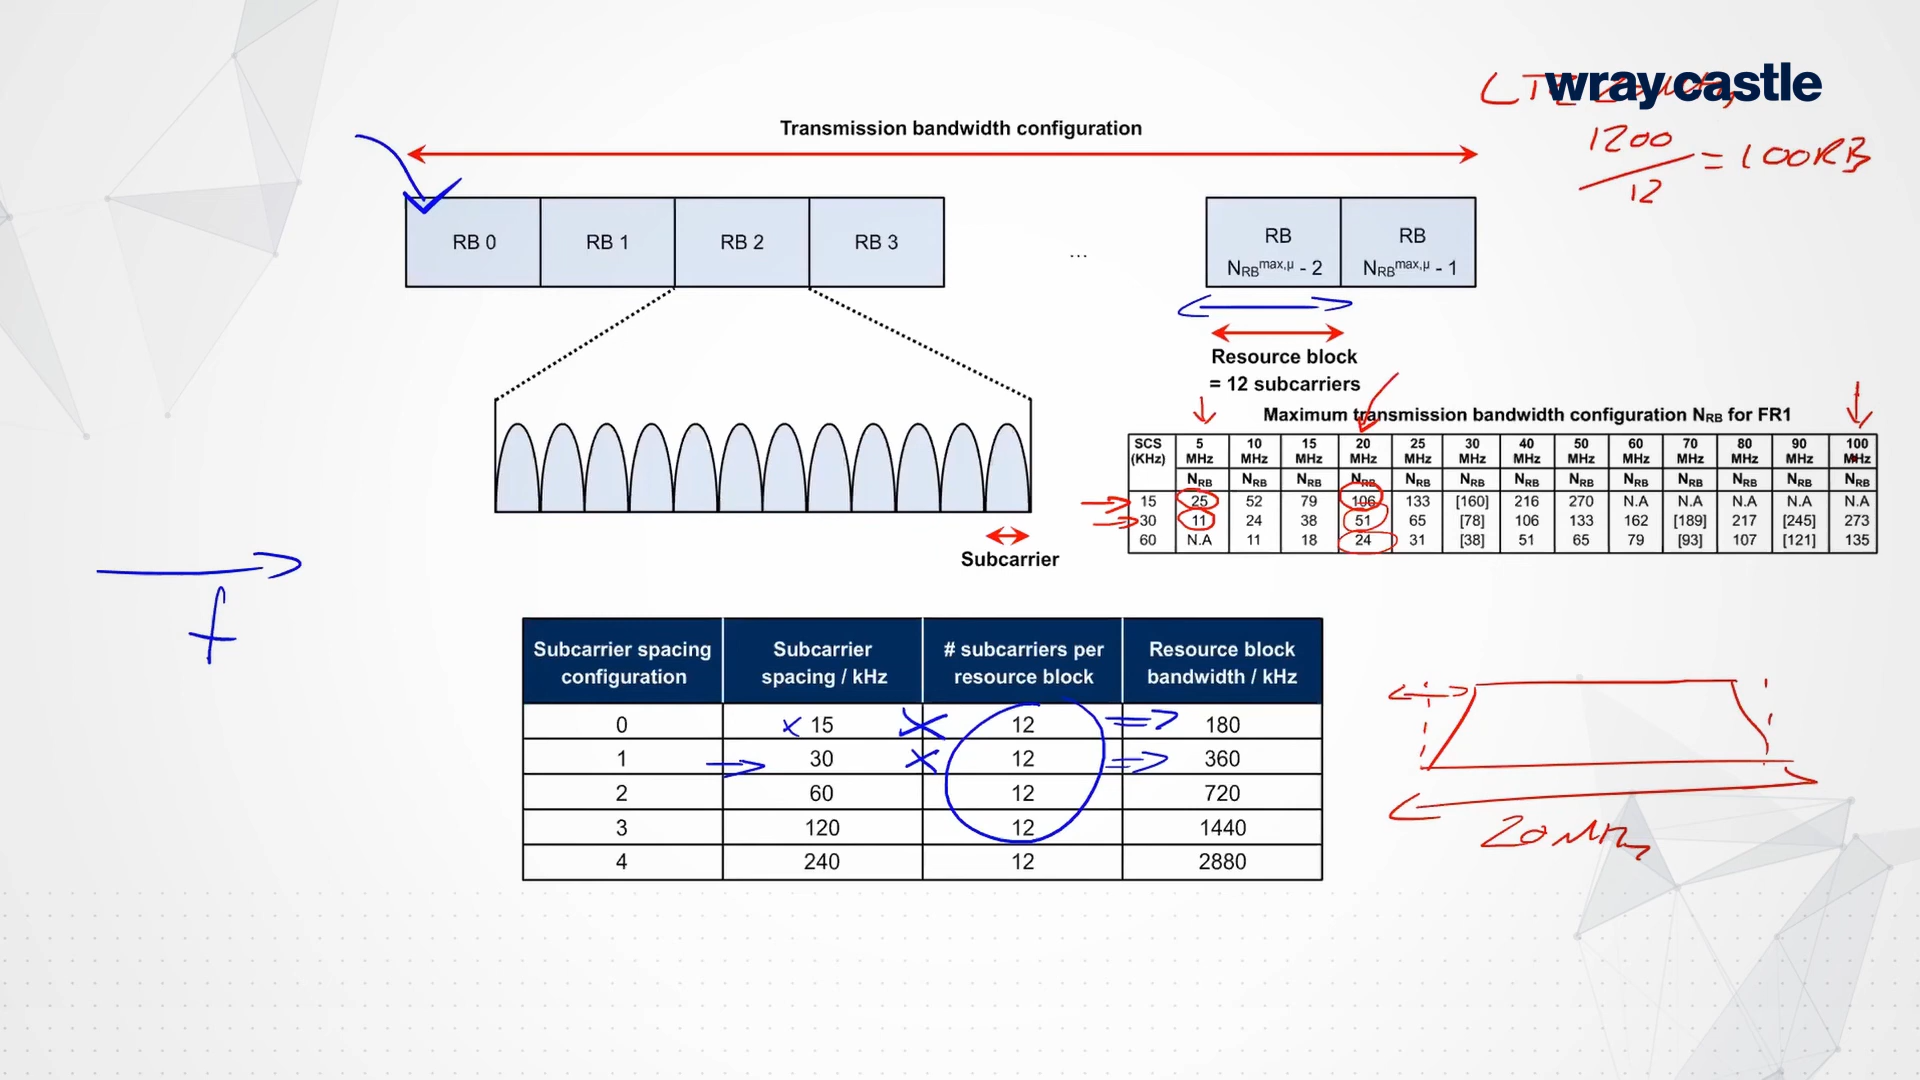 wray castle
LTE 20MHz
1200
12
= 100RB
Transmission bandwidth configuration
RB 0 RB 1 RB 2 RB 3 ... RB RB
NRBmax,μ - 2 NRBmax,μ - 1
Resource block
= 12 subcarriers
Subcarrier
Maximum transmission bandwidth configuration NRB for FR1
SCS 5 10 15 20 25 30 40 50 60 70 80 90 100
(KHz) MHz MHz MHz MHz MHz MHz MHz MHz MHz MHz MHz MHz MHz
NRB NRB NRB NRB NRB NRB NRB NRB NRB NRB NRB NRB NRB
15 25 52 79 106 133 [160] 216 270 N.A N.A N.A N.A N.A
30 11 24 38 51 65 [78] 106 133 162 [189] 217 [245] 273
60 N.A 11 18 24 31 [38] 51 65 79 [93] 107 [121] 135
f
Subcarrier spacing Subcarrier # subcarriers per Resource block
configuration spacing / kHz resource block bandwidth / kHz
0 x 15 x 12 180
1 30 x 12 360
2 60 12 720
3 120 12 1440
4 240 12 2880
20 MHz